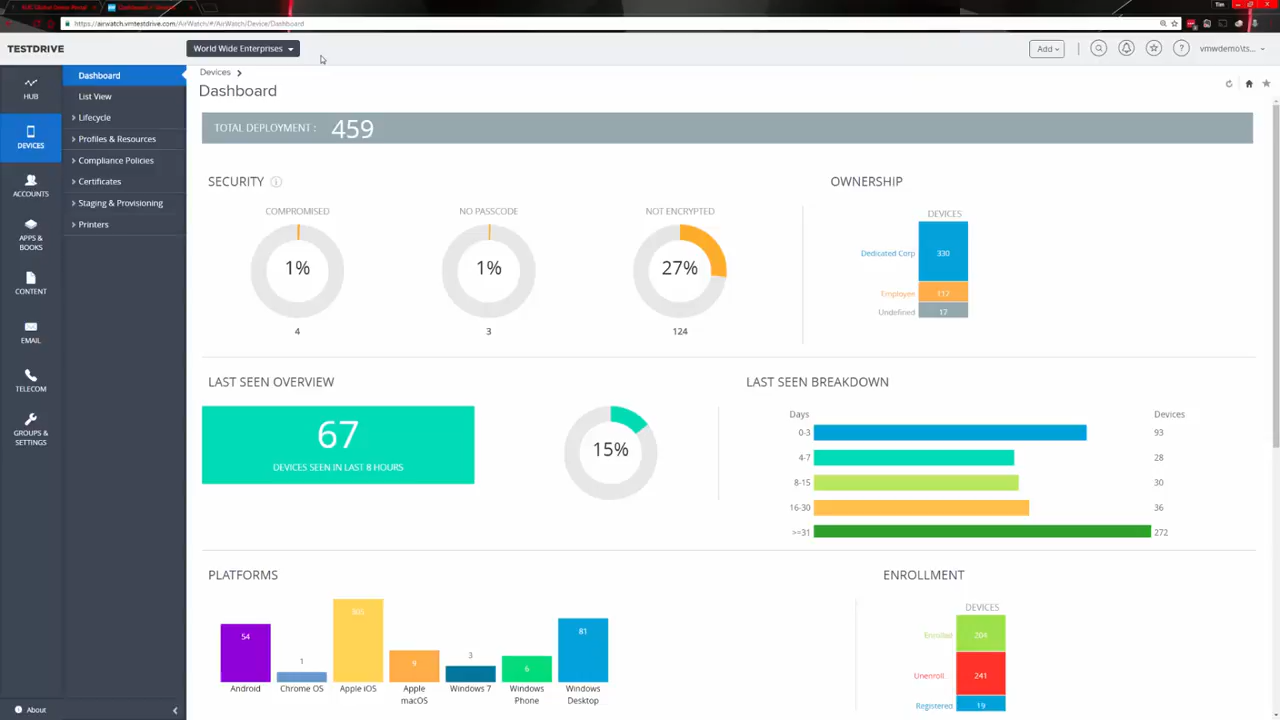 https://airwatch.vmtestdrive.com/AirWatch/#/AirWatch/Device/Dashboard
Tim
TESTDRIVE
World Wide Enterprises
Add
?
vmwdemo\ts...
HUB
DEVICES
ACCOUNTS
APPS &
BOOKS
CONTENT
EMAIL
TELECOM
GROUPS &
SETTINGS
Dashboard
List View
Lifecycle
Profiles & Resources
Compliance Policies
Certificates
Staging & Provisioning
Printers
About
Devices
Dashboard
TOTAL DEPLOYMENT : 459
SECURITY
COMPROMISED
1%
4
NO PASSCODE
1%
3
NOT ENCRYPTED
27%
124
OWNERSHIP
DEVICES
Dedicated Corp 330
Employee 112
Undefined 17
LAST SEEN OVERVIEW
67
DEVICES SEEN IN LAST 8 HOURS
15%
LAST SEEN BREAKDOWN
Days Devices
0-3 93
4-7 28
8-15 30
16-30 36
>=31 272
PLATFORMS
54
Android
1
Chrome OS
Apple iOS
9
Apple
macOS
3
Windows 7
6
Windows
Phone
81
Windows
Desktop
ENROLLMENT
DEVICES
Enrolled 204
Unenroll 241
Registered 19